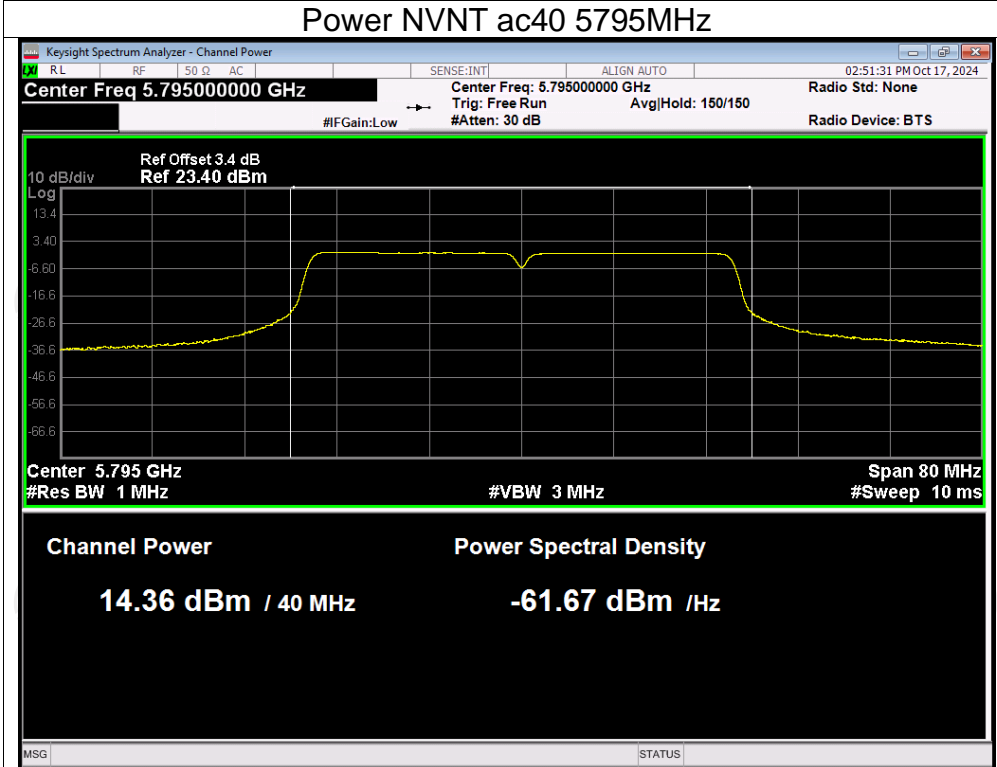 Power NVNT ac40 5795MHz
Keysight Spectrum Analyzer - Channel Power
LXI RL RF 50 Ω AC SENSE:INT ALIGN AUTO 02:51:31 PM Oct 17, 2024
Center Freq 5.795000000 GHz Center Freq: 5.795000000 GHz Radio Std: None
Trig: Free Run Avg|Hold: 150/150
#IFGain:Low #Atten: 30 dB Radio Device: BTS
Ref Offset 3.4 dB
10 dB/div Ref 23.40 dBm
Log
13.4
3.40
-6.60
-16.6
-26.6
-36.6
-46.6
-56.6
-66.6
Center 5.795 GHz Span 80 MHz
#Res BW 1 MHz #VBW 3 MHz #Sweep 10 ms
Channel Power Power Spectral Density
14.36 dBm / 40 MHz -61.67 dBm /Hz
MSG STATUS